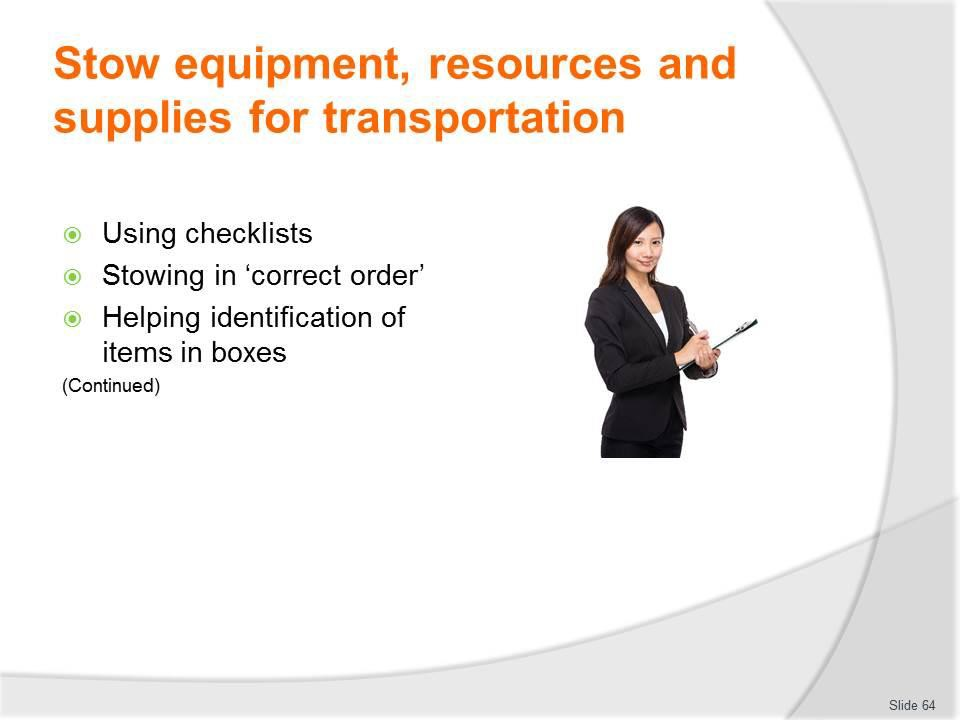 Stow equipment, resources and
supplies for transportation
Using checklists
Stowing in ‘correct order’
Helping identification of
items in boxes
(Continued)
Slide 64